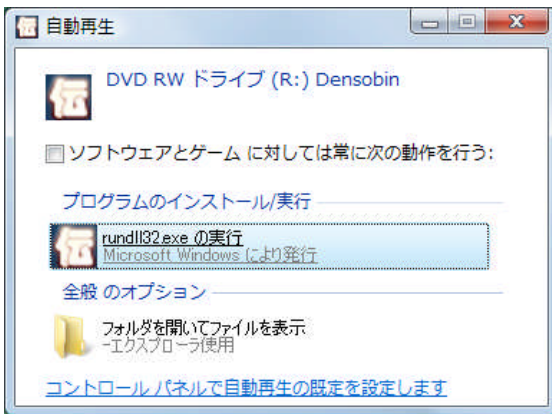 伝 自動再生
伝
DVD RW ドライブ (R:) Densobin
ソフトウェアとゲーム に対しては常に次の動作を行う:
プログラムのインストール/実行
伝
rundll32.exe の実行
Microsoft Windows により発行
全般 のオプション
フォルダを開いてファイルを表示
-エクスプローラ使用
コントロール パネルで自動再生の既定を設定します